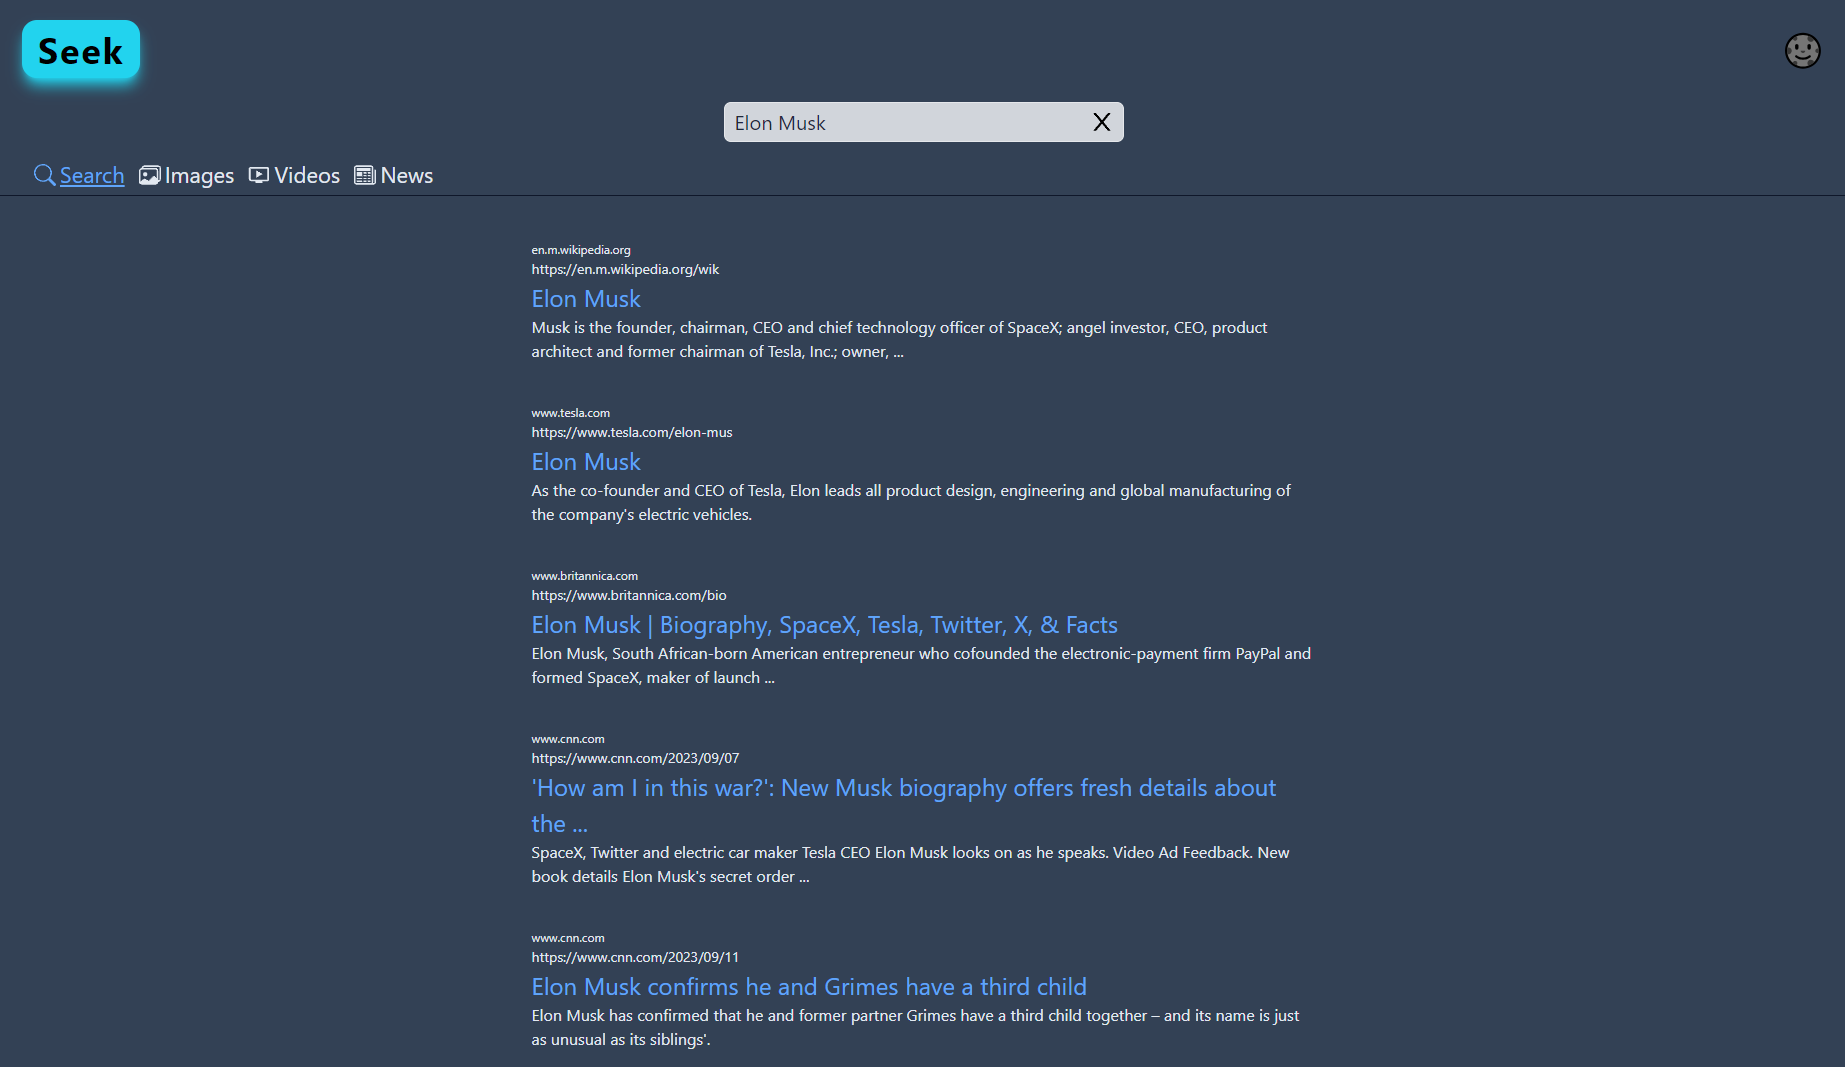 Seek
Elon Musk X
Search Images Videos News
en.m.wikipedia.org
https://en.m.wikipedia.org/wik
Elon Musk
Musk is the founder, chairman, CEO and chief technology officer of SpaceX; angel investor, CEO, product
architect and former chairman of Tesla, Inc.; owner, ...
www.tesla.com
https://www.tesla.com/elon-mus
Elon Musk
As the co-founder and CEO of Tesla, Elon leads all product design, engineering and global manufacturing of
the company's electric vehicles.
www.britannica.com
https://www.britannica.com/bio
Elon Musk | Biography, SpaceX, Tesla, Twitter, X, & Facts
Elon Musk, South African-born American entrepreneur who cofounded the electronic-payment firm PayPal and
formed SpaceX, maker of launch ...
www.cnn.com
https://www.cnn.com/2023/09/07
'How am I in this war?': New Musk biography offers fresh details about
the ...
SpaceX, Twitter and electric car maker Tesla CEO Elon Musk looks on as he speaks. Video Ad Feedback. New
book details Elon Musk's secret order ...
www.cnn.com
https://www.cnn.com/2023/09/11
Elon Musk confirms he and Grimes have a third child
Elon Musk has confirmed that he and former partner Grimes have a third child together – and its name is just
as unusual as its siblings'.